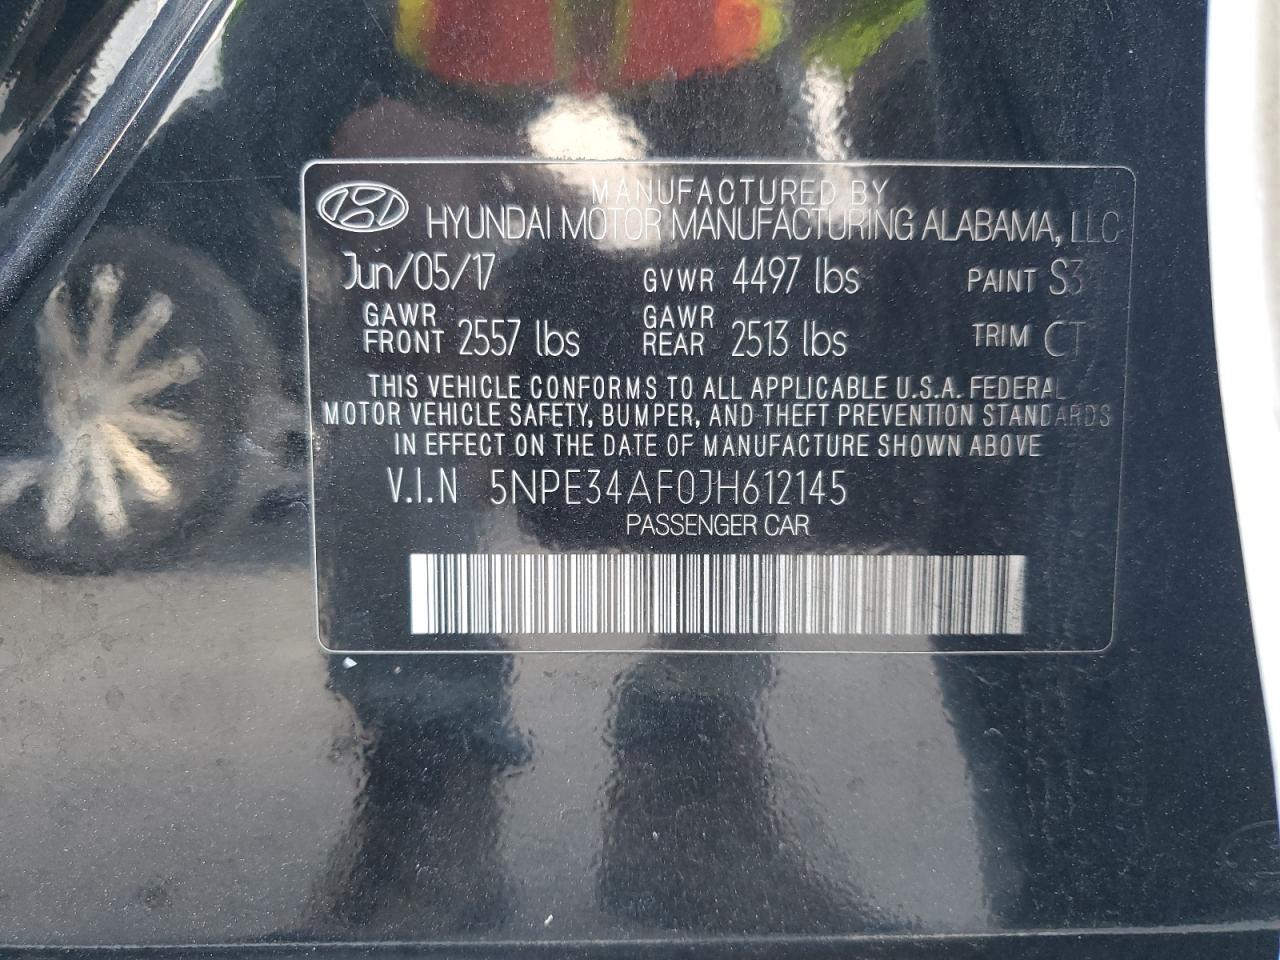 MANUFACTURED BY
HYUNDAI MOTOR MANUFACTURING ALABAMA, LLC
Jun/05/17 GVWR 4497 lbs PAINT S3
GAWR FRONT 2557 lbs GAWR REAR 2513 lbs TRIM CT
THIS VEHICLE CONFORMS TO ALL APPLICABLE U.S.A. FEDERAL
MOTOR VEHICLE SAFETY, BUMPER, AND THEFT PREVENTION STANDARDS
IN EFFECT ON THE DATE OF MANUFACTURE SHOWN ABOVE
V.I.N 5NPE34AF0JH612145
PASSENGER CAR